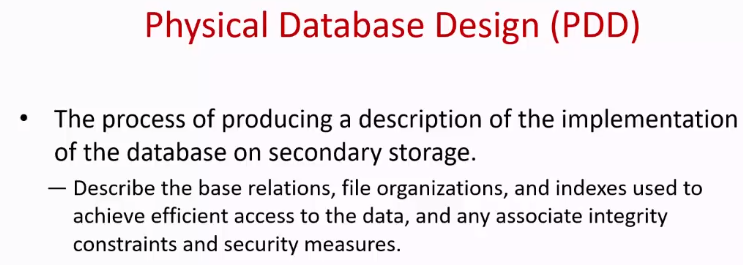 Physical Database Design (PDD)
• The process of producing a description of the implementation
of the database on secondary storage.
— Describe the base relations, file organizations, and indexes used to
achieve efficient access to the data, and any associate integrity
constraints and security measures.